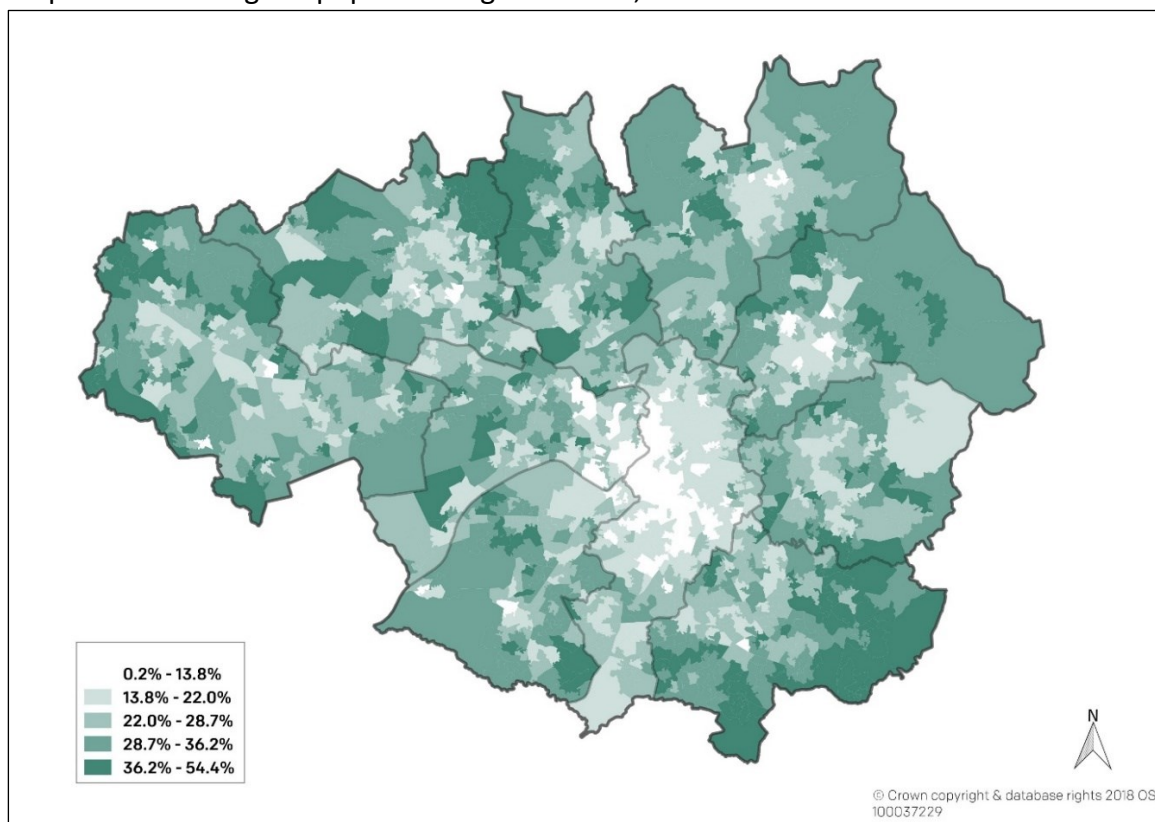 0.2% - 13.8%
13.8% - 22.0%
22.0% - 28.7%
28.7% - 36.2%
36.2% - 54.4%
N
© Crown copyright & database rights 2018 OS
100037229